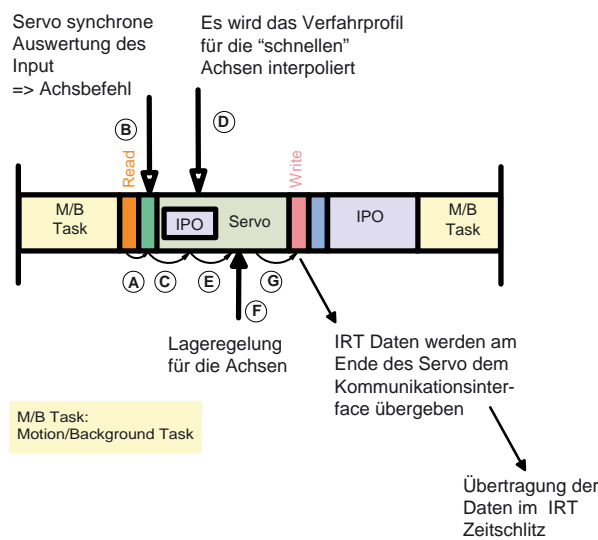 Servo synchrone
Auswertung des
Input
=> Achsbefehl
Es wird das Verfahrprofil
für die “schnellen”
Achsen interpoliert
B
D
Read
Write
M/B
Task
IPO
Servo
IPO
M/B
Task
A
C
E
G
F
Lageregelung
für die Achsen
IRT Daten werden am
Ende des Servo dem
Kommunikationsinter-
face übergeben
M/B Task:
Motion/Background Task
Übertragung der
Daten im IRT
Zeitschlitz